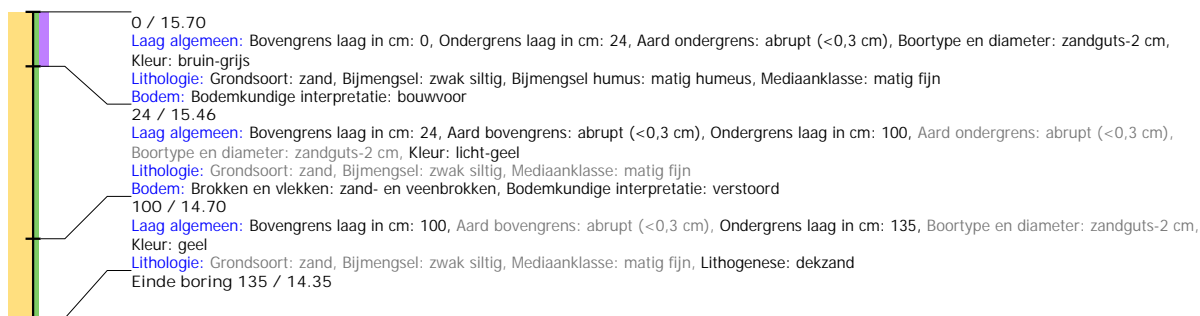 0 / 15.70
Laag algemeen: Bovengrens laag in cm: 0, Ondergrens laag in cm: 24, Aard ondergrens: abrupt (<0,3 cm), Boortype en diameter: zandguts-2 cm,
Kleur: bruin-grijs
Lithologie: Grondsoort: zand, Bijmengsel: zwak siltig, Bijmengsel humus: matig humeus, Mediaanklasse: matig fijn
Bodem: Bodemkundige interpretatie: bouwvoor
24 / 15.46
Laag algemeen: Bovengrens laag in cm: 24, Aard bovengrens: abrupt (<0,3 cm), Ondergrens laag in cm: 100, Aard ondergrens: abrupt (<0,3 cm),
Boortype en diameter: zandguts-2 cm, Kleur: licht-geel
Lithologie: Grondsoort: zand, Bijmengsel: zwak siltig, Mediaanklasse: matig fijn
Bodem: Brokken en vlekken: zand- en veenbrokken, Bodemkundige interpretatie: verstoord
100 / 14.70
Laag algemeen: Bovengrens laag in cm: 100, Aard bovengrens: abrupt (<0,3 cm), Ondergrens laag in cm: 135, Boortype en diameter: zandguts-2 cm,
Kleur: geel
Lithologie: Grondsoort: zand, Bijmengsel: zwak siltig, Mediaanklasse: matig fijn, Lithogenese: dekzand
Einde boring 135 / 14.35